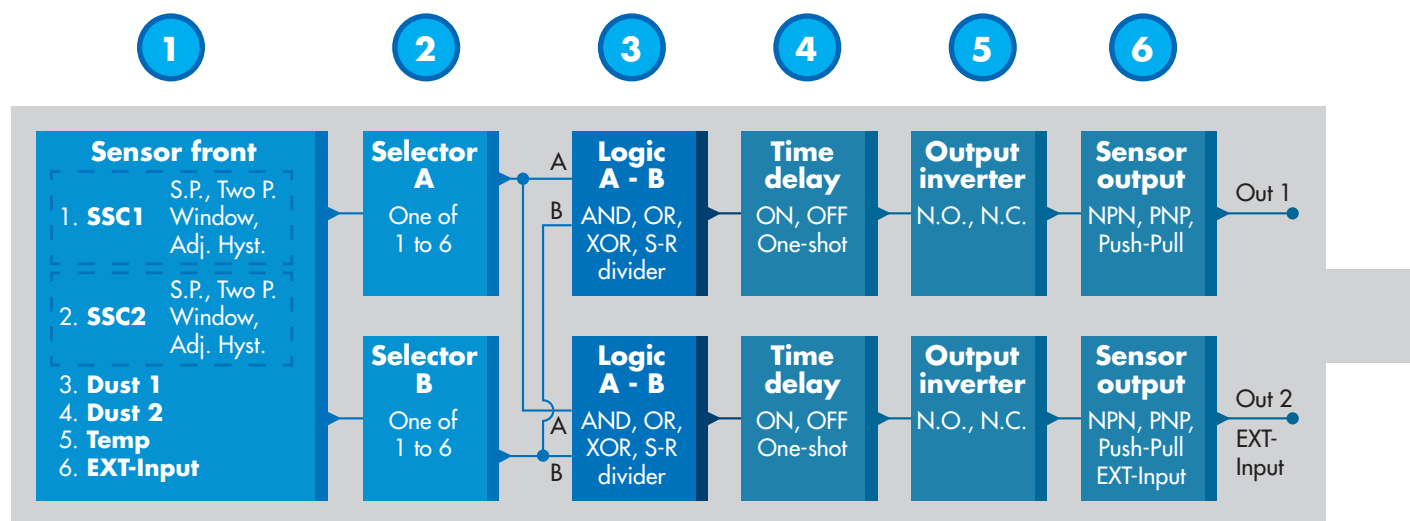 1
2
3
4
5
6
Sensor front
1. SSC1
S.P., Two P.
Window,
Adj. Hyst.
2. SSC2
S.P., Two P.
Window,
Adj. Hyst.
3. Dust 1
4. Dust 2
5. Temp
6. EXT-Input
Selector
A
One of
1 to 6
A
B
Logic
A - B
AND, OR,
XOR, S-R
divider
Time
delay
ON, OFF
One-shot
Output
inverter
N.O., N.C.
Sensor
output
NPN, PNP,
Push-Pull
Out 1
Selector
B
One of
1 to 6
A
B
Logic
A - B
AND, OR,
XOR, S-R
divider
Time
delay
ON, OFF
One-shot
Output
inverter
N.O., N.C.
Sensor
output
NPN, PNP,
Push-Pull
EXT-Input
Out 2
EXT-
Input